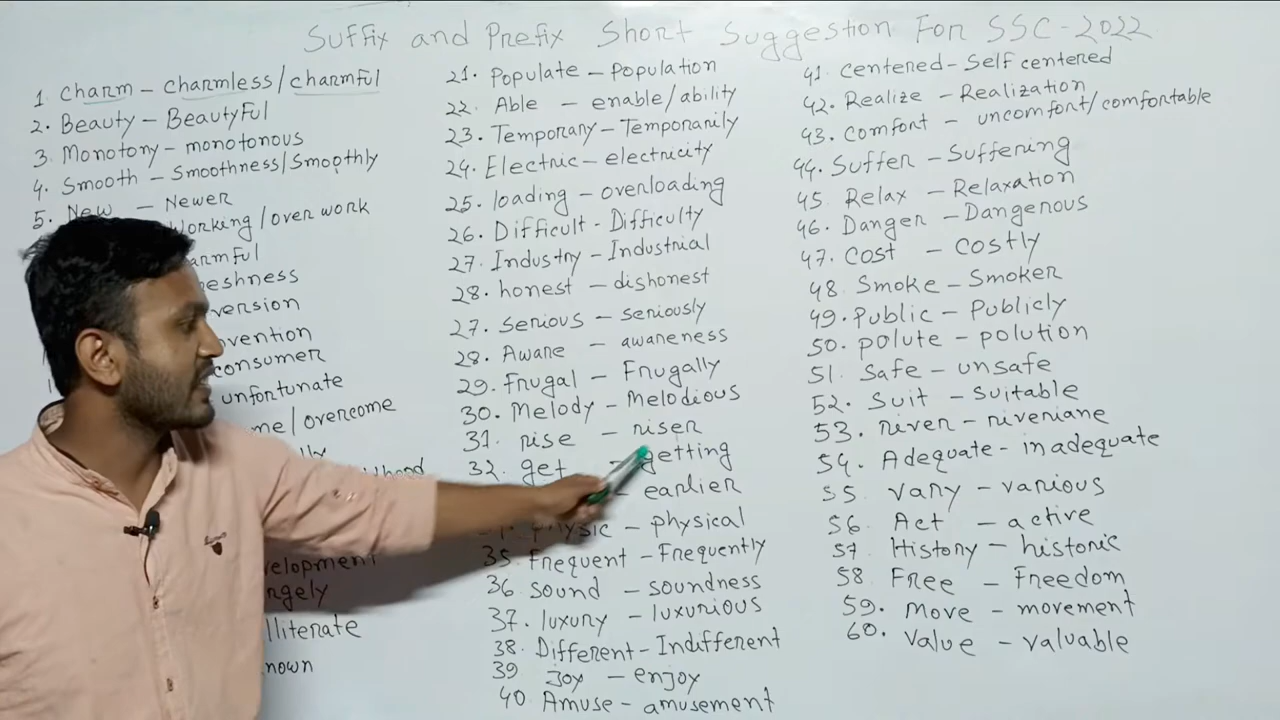 Suffix and Prefix Short Suggestion For SSC-2022
1. Charm – charmless/charmful
2. Beauty – BeautyFul
3. Monotony – monotonous
4. Smooth – Smoothness/Smoothly
5. New – Newer
Working/over work
armful
eshness
version
vention
consumer
unfortunate
me/overcome
lly
velopment
rgely
lliterate
nown
21. Populate – Population
22. Able – enable/ability
23. Temporary – Temporarily
24. Electric – electricity
25. loading – overloading
26. Difficult - Difficulty
27. Industry – Industrial
28. honest – dishonest
27. serious – seriously
28. Aware – awareness
29. Frugal – Frugally
30. Melody – Melodious
31. rise – riser
32. get – getting
– earlier
physic – physical
35. Frequent – Frequently
36. Sound – soundness
37. luxury – luxurious
38. Different – Indifferent
39 Joy – enjoy
40 Amuse – amusement
41. centered – Self centered
42. Realize – Realization
43. comfort – uncomfort/comfortable
44. Suffer – Suffering
45. Relax – Relaxation
46. Danger – Dangerous
47. cost – costly
48. Smoke – Smoker
49. Public – Publicly
50. polute – polution
51. Safe – unsafe
52. Suit – Suitable
53. river – riveriane
54. Adequate – inadequate
55. vary – various
56. Act – active
57. History – historic
58. Free – Freedom
59. Move – movement
60. Value – valuable